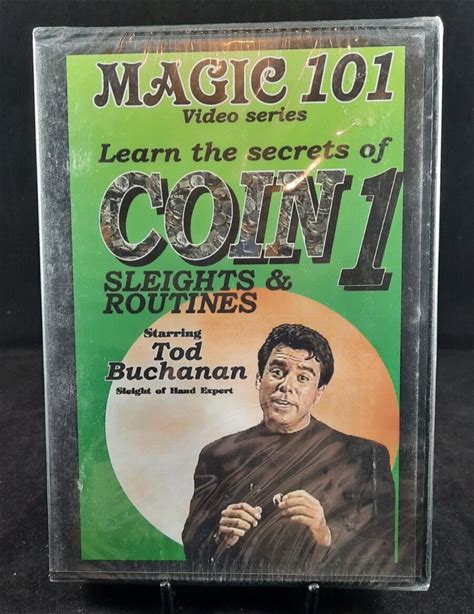 MAGIC 101
Video series
Learn the secrets of
COIN 1
SLEIGHTS &
ROUTINES
Starring
Tod
Buchanan
Sleight of Hand Expert